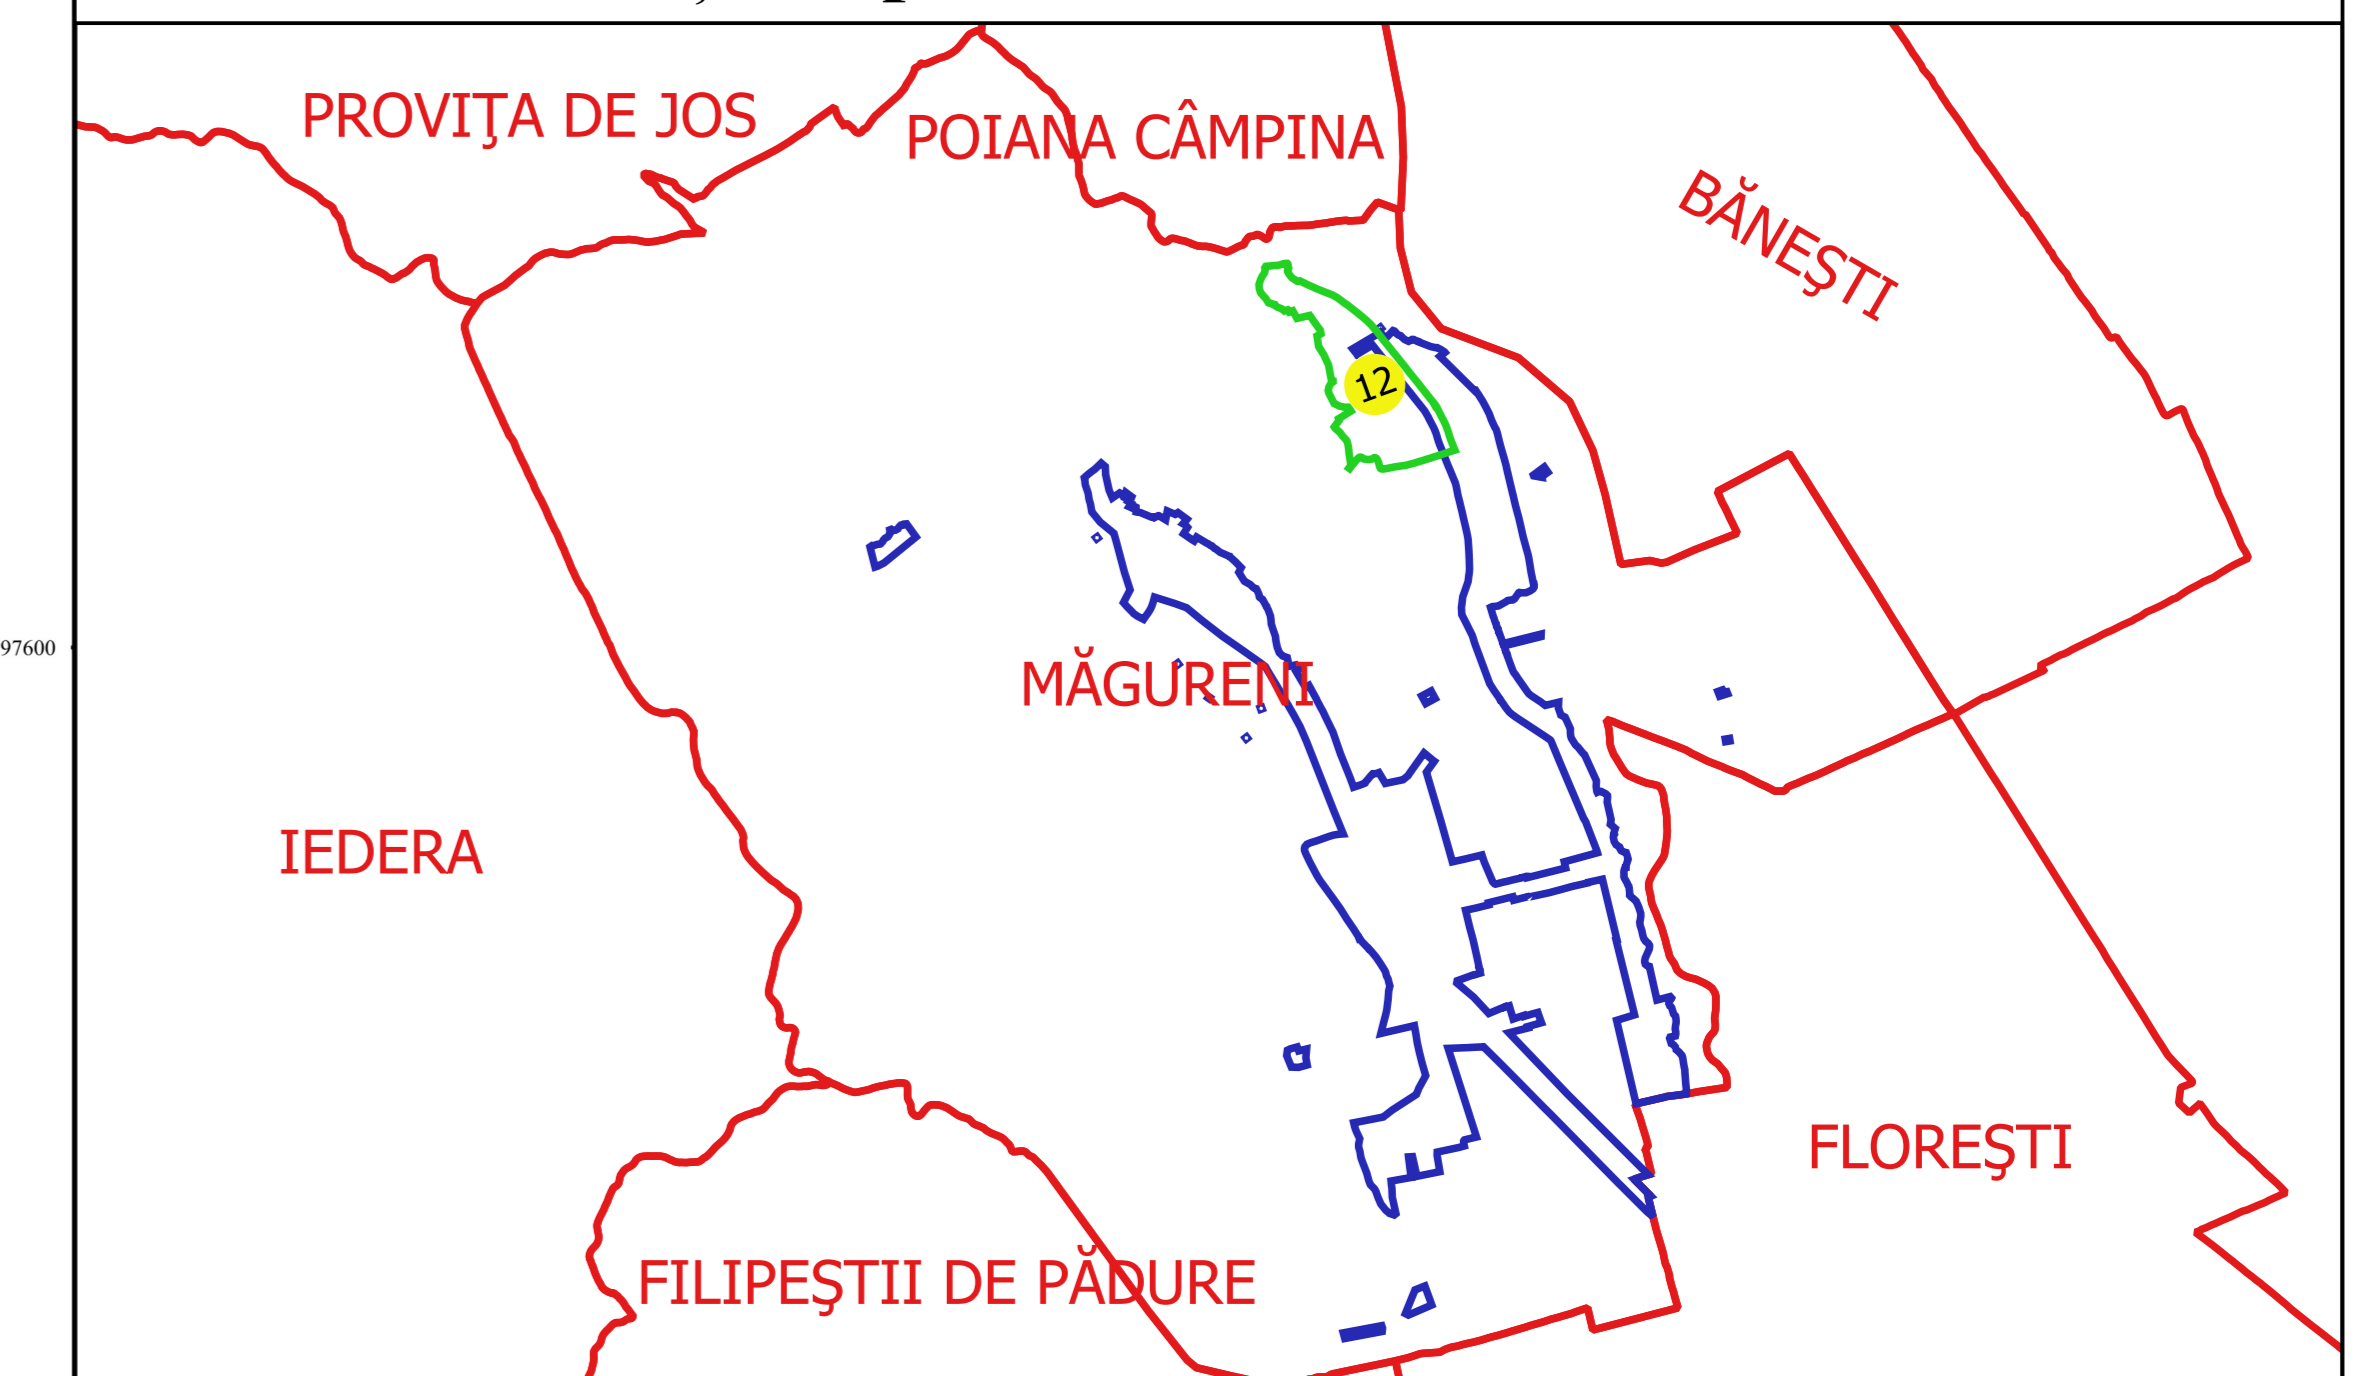 PROVIŢA DE JOS
POIANA CÂMPINA
BĂNEŞTI
12
97600
MĂGURENI
IEDERA
FLOREŞTI
FILIPEŞTII DE PĂDURE